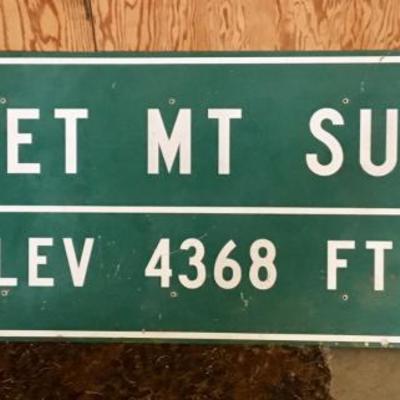 ET MT SU
LEV 4368 FT